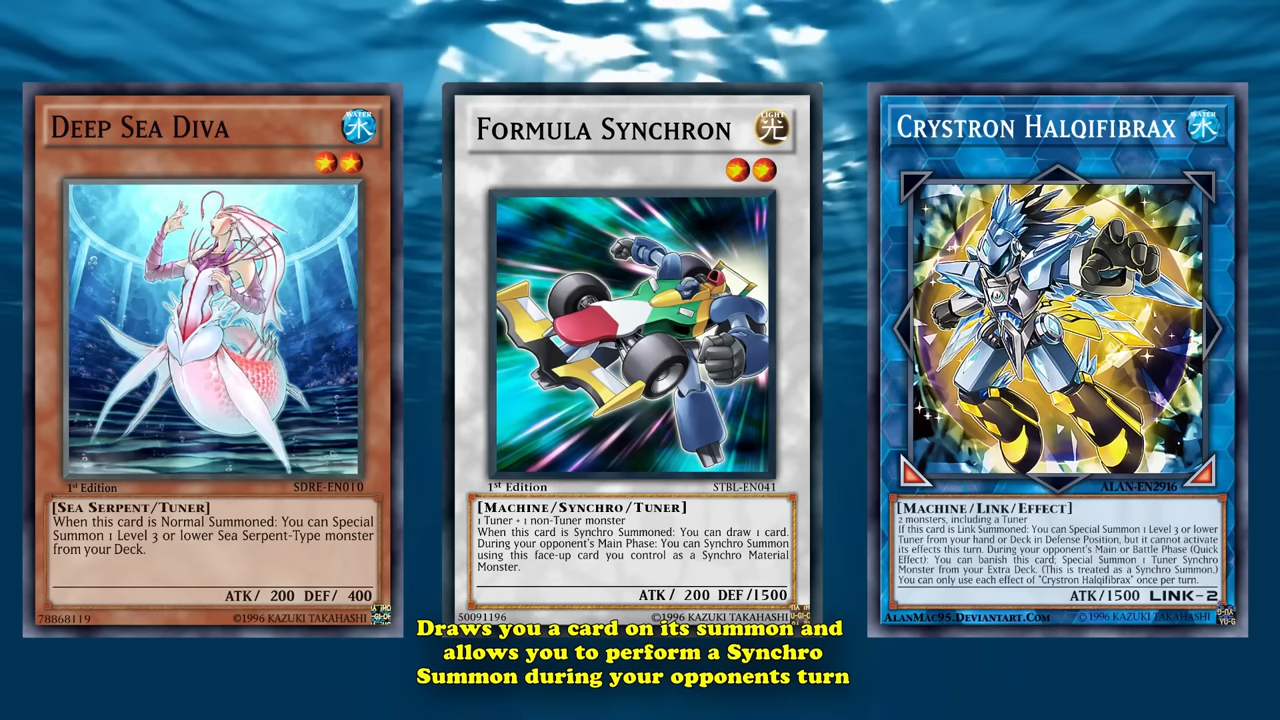 DEEP SEA DIVA
WATER
水
1st Edition
SDRE-EN010
[SEA SERPENT/TUNER]
When this card is Normal Summoned: You can Special
Summon 1 Level 3 or lower Sea Serpent-Type monster
from your Deck.
ATK/ 200 DEF/ 400
78868119
©1996 KAZUKI TAKAHASHI
FORMULA SYNCHRON
LIGHT
光
1st Edition
STBL-EN041
[MACHINE/SYNCHRO/TUNER]
1 Tuner + 1 non-Tuner monster
When this card is Synchro Summoned: You can draw 1 card.
During your opponent's Main Phase: You can Synchro Summon
using this face-up card you control as a Synchro Material
Monster.
ATK/ 200 DEF/1500
50091196
©1996 KAZUKI TAKAHASHI
CRYSTRON HALQIFIBRAX
WATER
水
ALAN-EN2916
[MACHINE/LINK/EFFECT]
2 monsters, including a Tuner
If this card is Link Summoned: You can Special Summon 1 Level 3 or lower
Tuner from your hand or Deck in Defense Position, but it cannot activate
its effects this turn. During your opponent's Main or Battle Phase (Quick
Effect): You can banish this card; Special Summon 1 Tuner Synchro
Monster from your Extra Deck. (This is treated as a Synchro Summon.)
You can only use each effect of "Crystron Halqifibrax" once per turn.
ATK/1500 LINK-2
ALANMAC95.DEVIANTART.COM
©1996 KAZUKI TAKAHASHI
Draws you a card on its summon and
allows you to perform a Synchro
Summon during your opponents turn